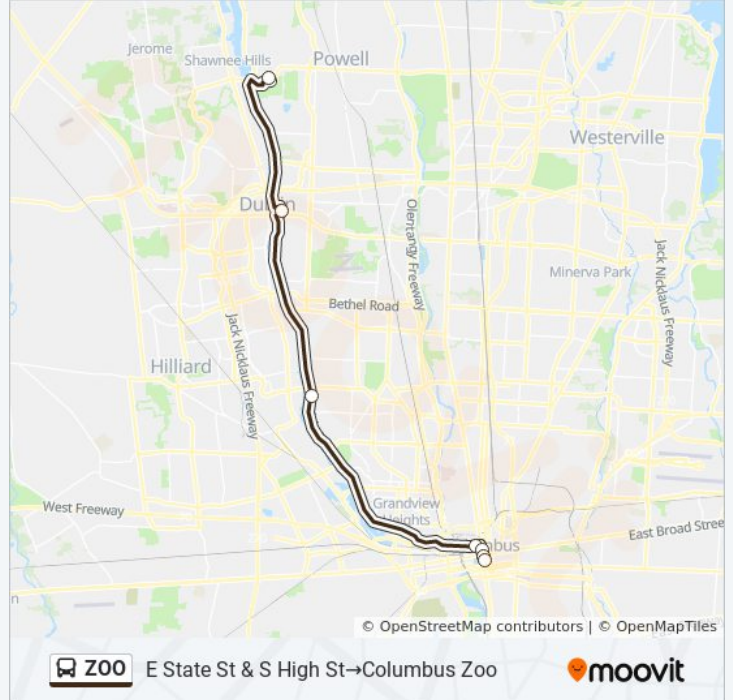 Jerome
Shawnee Hills
Powell
Westerville
Dublin
Olentangy Freeway
Minerva Park
Jack Nicklaus Freeway
Bethel Road
Jack Nicklaus Freeway
Hilliard
West Freeway
Grandview
Heights
Columbus
East Broad Stree
n
© OpenStreetMap contributors | © OpenMapTiles
ZOO E State St & S High St→Columbus Zoo moovit